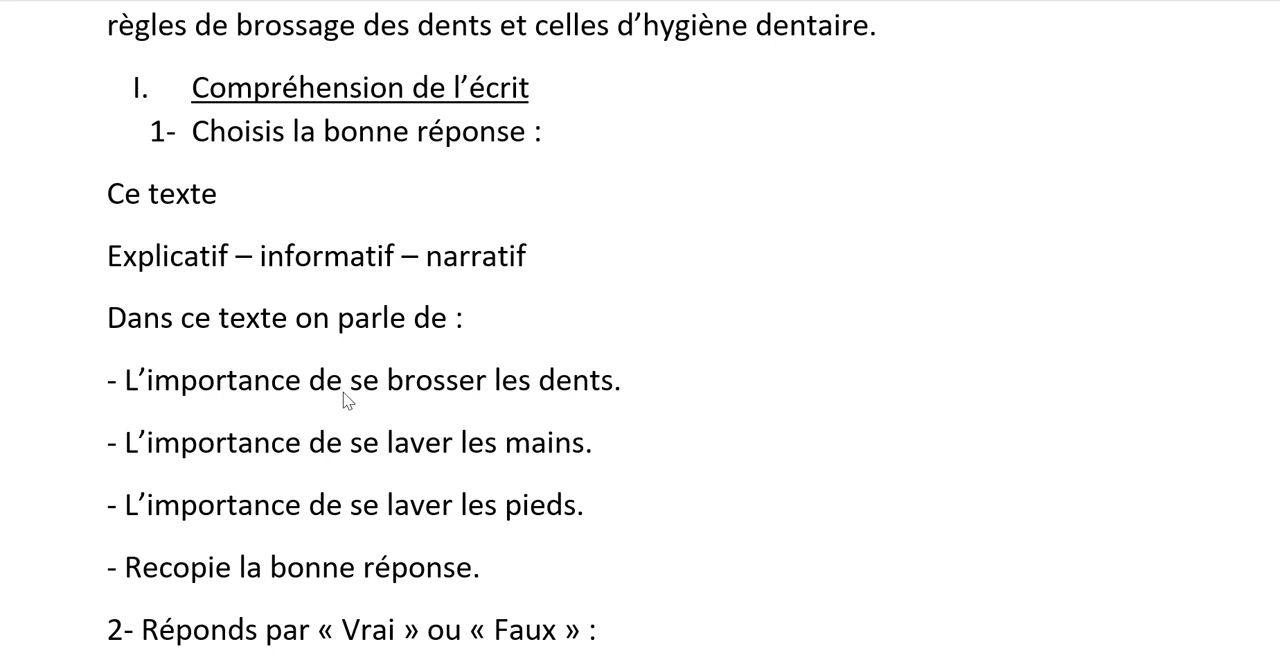 règles de brossage des dents et celles d’hygiène dentaire.
I. Compréhension de l’écrit
1- Choisis la bonne réponse :
Ce texte
Explicatif – informatif – narratif
Dans ce texte on parle de :
- L’importance de se brosser les dents.
- L’importance de se laver les mains.
- L’importance de se laver les pieds.
- Recopie la bonne réponse.
2- Réponds par « Vrai » ou « Faux » :